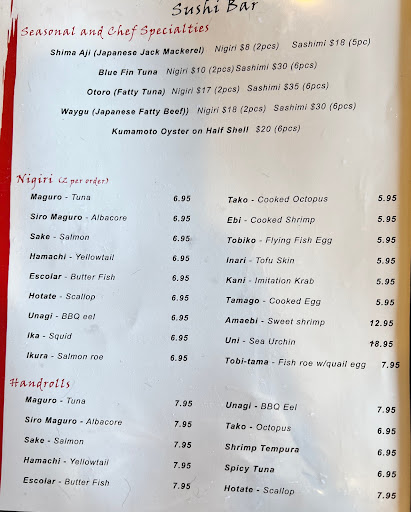 Sushi Bar
Seasonal and Chef Specialties
Shima Aji (Japanese Jack Mackerel) Nigiri $8 (2pcs) Sashimi $18 (5pc)
Blue Fin Tuna Nigiri $10 (2pcs) Sashimi $30 (6pcs)
Otoro (Fatty Tuna) Nigiri $17 (2pcs) Sashimi $35 (6pcs)
Waygu (Japanese Fatty Beef)) Nigiri $18 (2pcs) Sashimi $30 (6pcs)
Kumamoto Oyster on Half Shell $20 (6pcs)
Nigiri (2 per order)
Maguro - Tuna 6.95
Siro Maguro - Albacore 6.95
Sake - Salmon 6.95
Hamachi - Yellowtail 6.95
Escolar - Butter Fish 6.95
Hotate - Scallop 6.95
Unagi - BBQ eel 6.95
Ika - Squid 6.95
Ikura - Salmon roe 6.95
Tako - Cooked Octopus 5.95
Ebi - Cooked Shrimp 5.95
Tobiko - Flying Fish Egg 5.95
Inari - Tofu Skin 5.95
Kani - Imitation Krab 5.95
Tamago - Cooked Egg 5.95
Amaebi - Sweet shrimp 12.95
Uni - Sea Urchin 18.95
Tobi-tama - Fish roe w/quail egg 7.95
Handrolls
Maguro - Tuna 7.95
Siro Maguro - Albacore 7.95
Sake - Salmon 7.95
Hamachi - Yellowtail 7.95
Escolar - Butter Fish 7.95
Unagi - BBQ Eel 7.95
Tako - Octopus 6.95
Shrimp Tempura 6.95
Spicy Tuna 6.95
Hotate - Scallop 7.95